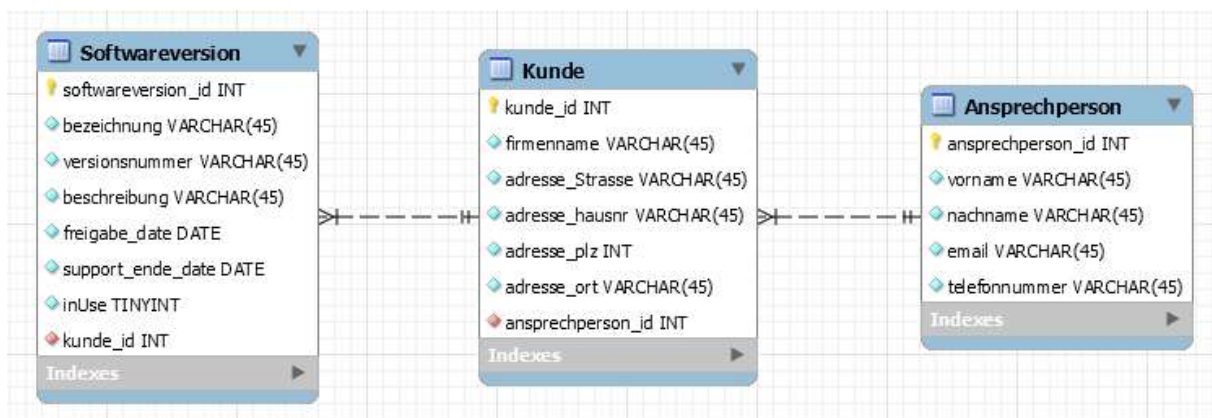 Softwareversion
softwareversion_id INT
bezeichnung VARCHAR(45)
versionsnummer VARCHAR(45)
beschreibung VARCHAR(45)
freigabe_date DATE
support_ende_date DATE
inUse TINYINT
kunde_id INT
Indexes
Kunde
kunde_id INT
firmenname VARCHAR(45)
adresse_Strasse VARCHAR(45)
adresse_hausnr VARCHAR(45)
adresse_plz INT
adresse_ort VARCHAR(45)
ansprechperson_id INT
Indexes
Ansprechperson
ansprechperson_id INT
vorname VARCHAR(45)
nachname VARCHAR(45)
email VARCHAR(45)
telefonnummer VARCHAR(45)
Indexes